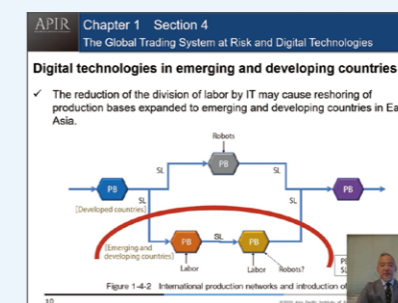 APIR
Chapter 1 Section 4
The Global Trading System at Risk and Digital Technologies
Digital technologies in emerging and developing countries
✓ The reduction of the division of labor by IT may cause reshoring of
production bases expanded to emerging and developing countries in Ea
Asia.
Robots
PB
SL
SL
PB
PB
[Developed countries]
SL
SL
PB
SL
PB
[Emerging and
developing countries]
Labor
Labor
Robots?
P
SL
Figure 1-4-2 International production networks and introduction of
10